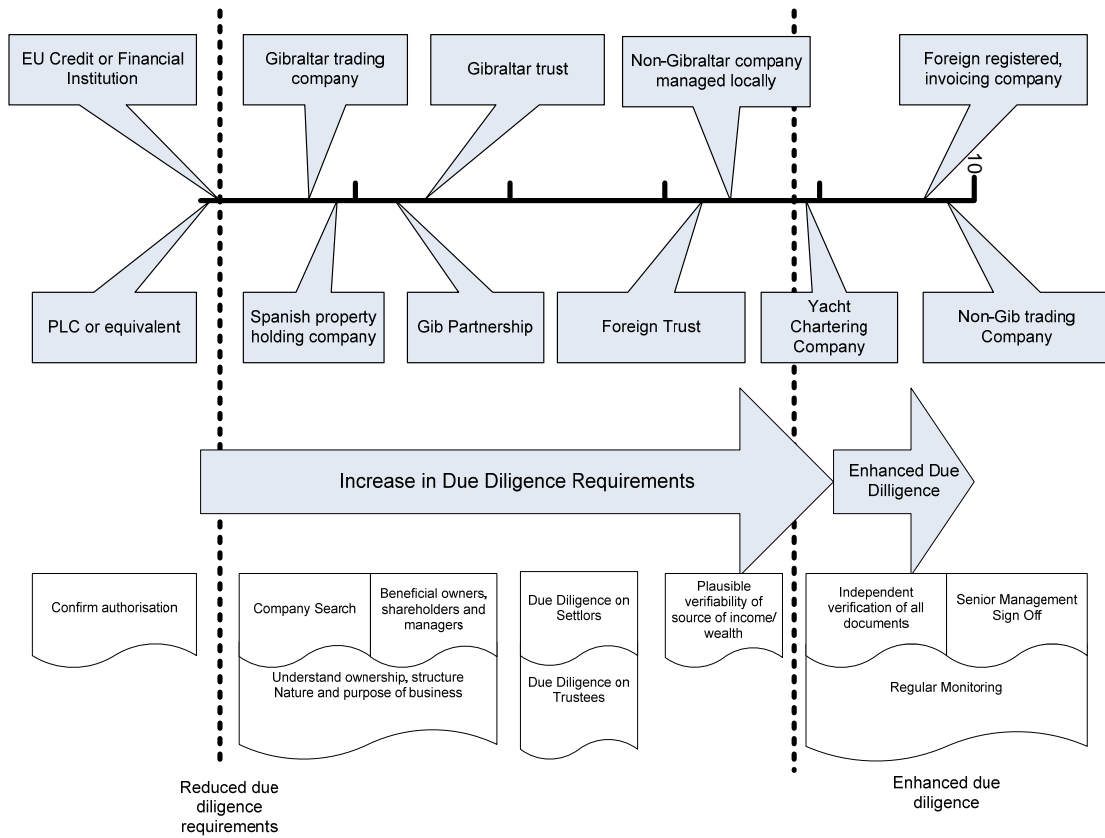 EU Credit or Financial
Institution
Gibraltar trading
company
Gibraltar trust
Non-Gibraltar company
managed locally
Foreign registered,
invoicing company
10
PLC or equivalent
Spanish property
holding company
Gib Partnership
Foreign Trust
Yacht
Chartering
Company
Non-Gib trading
Company
Increase in Due Diligence Requirements
Enhanced Due
Dilligence
Confirm authorisation
Company Search
Beneficial owners,
shareholders and
managers
Understand ownership, structure
Nature and purpose of business
Due Diligence on
Settlors
Due Diligence on
Trustees
Plausible
verifiability of
source of income/
wealth
Independent
verification of all
documents
Senior Management
Sign Off
Regular Monitoring
Reduced due
diligence
requirements
Enhanced due
diligence